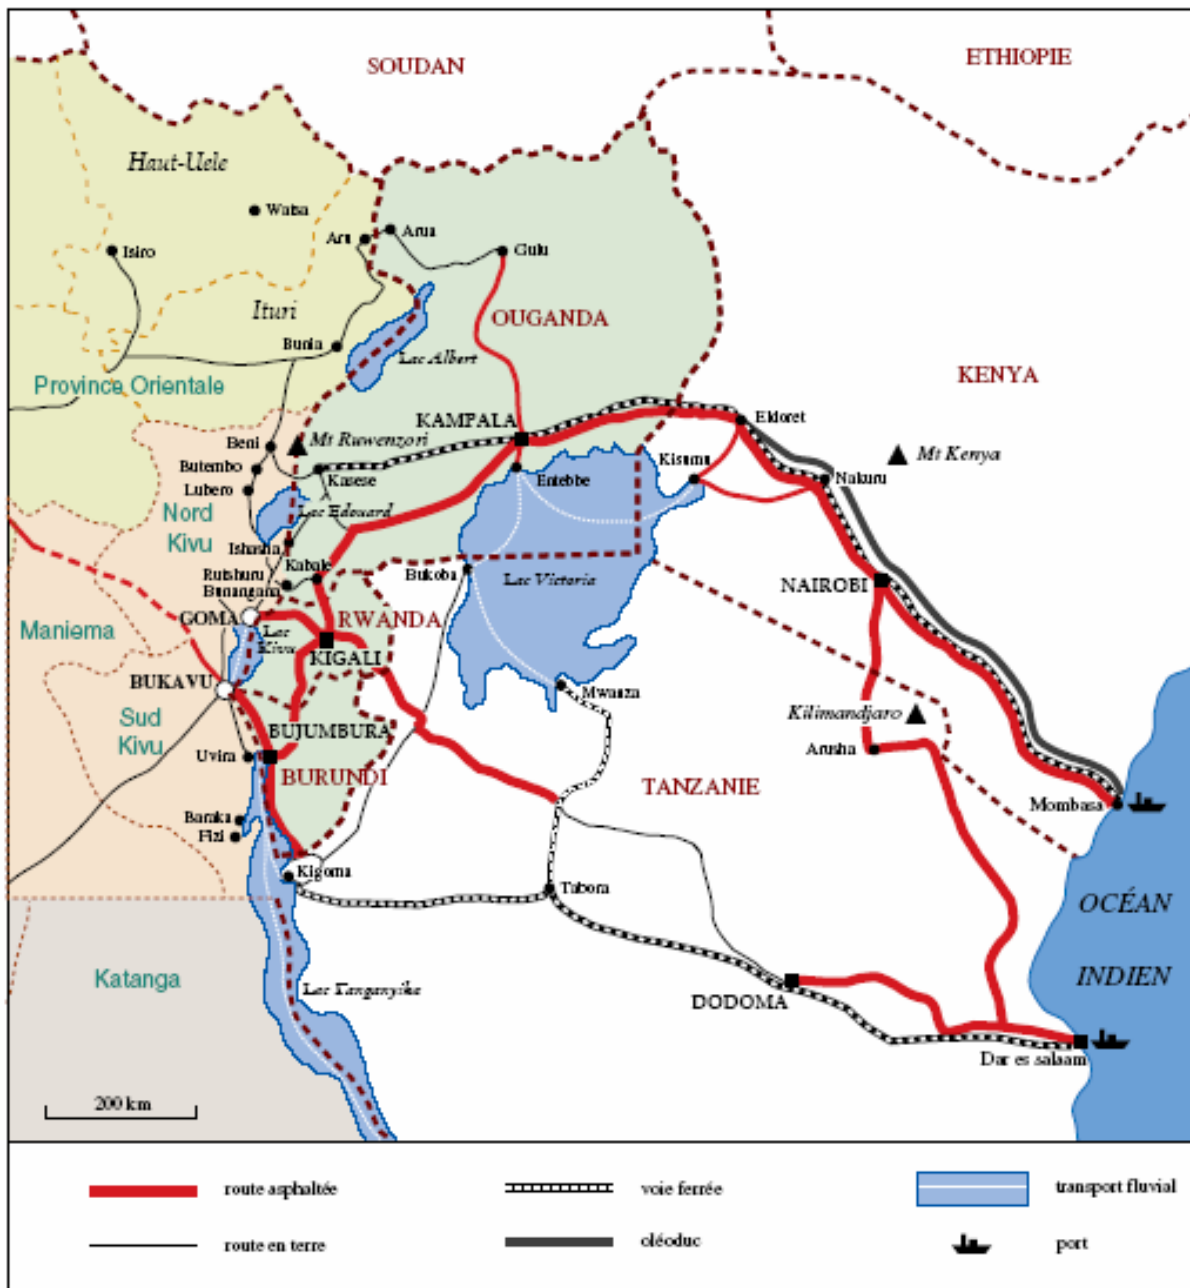 SOUDAN
ETHIOPIE
Haut-Uele
Watsa
Aru
Arua
Gulu
Isiro
Ituri
OUGANDA
Bunia
Lac Albert
Province Orientale
KENYA
KAMPALA
Eldoret
Beni
Mt Ruwenzori
Mt Kenya
Butembo
Kasese
Entebbe
Kisumu
Nakuru
Lubero
Nord
Kivu
Lac Edouard
Ishasha
Rutshuru
Kabale
Bukoba
Lac Victoria
Bunangana
NAIROBI
GOMA
Lac
Kivu
RWANDA
Maniema
KIGALI
BUKAVU
Mwanza
Kilimandjaro
Sud
Kivu
BUJUMBURA
Arusha
Uvira
BURUNDI
TANZANIE
Mombasa
Baraka
Fizi
Kigoma
Tabora
OCÉAN
INDIEN
Katanga
Lac Tanganyika
DODOMA
Dar es salaam
200 km
route asphaltée
voie ferrée
transport fluvial
route en terre
oléoduc
port